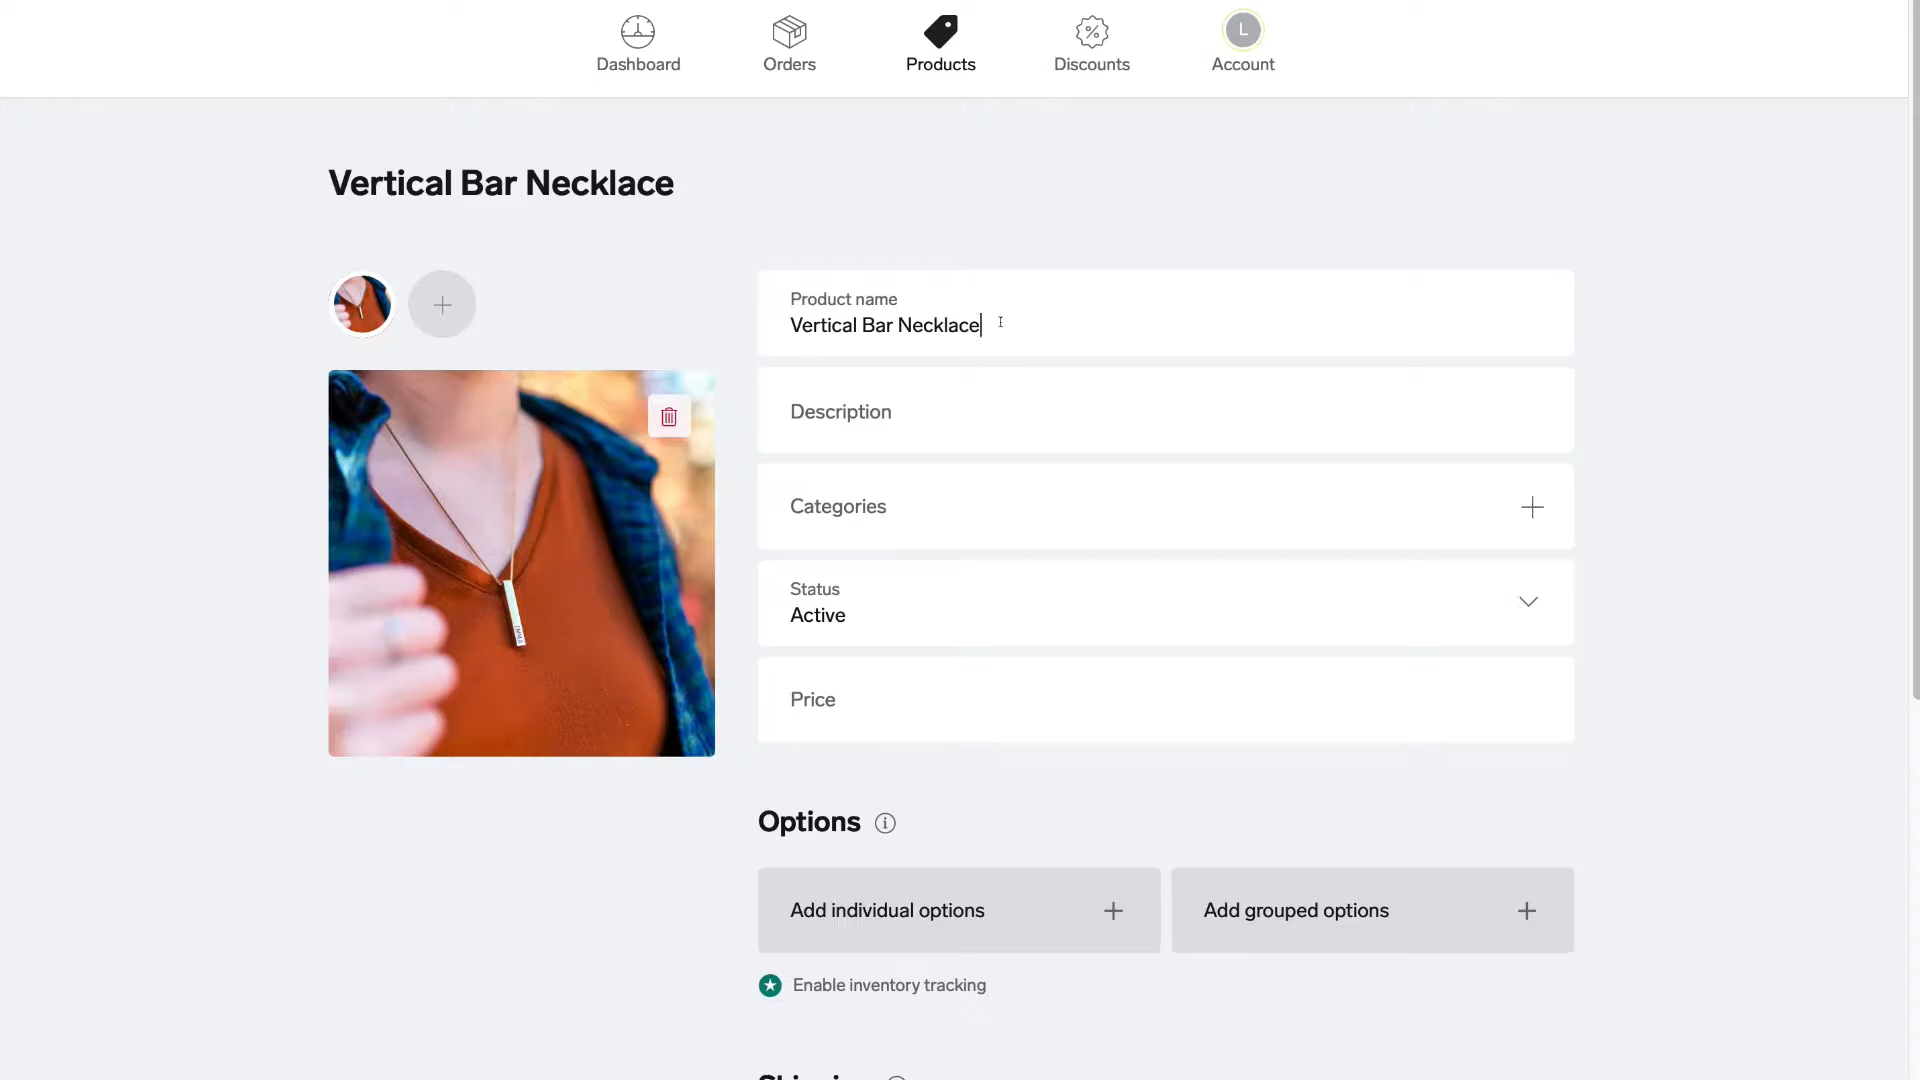 Dashboard
Orders
Products
Discounts
L
Account
Vertical Bar Necklace
Product name
Vertical Bar Necklace
Description
Categories
Status
Active
Price
Options
Add individual options
Add grouped options
Enable inventory tracking